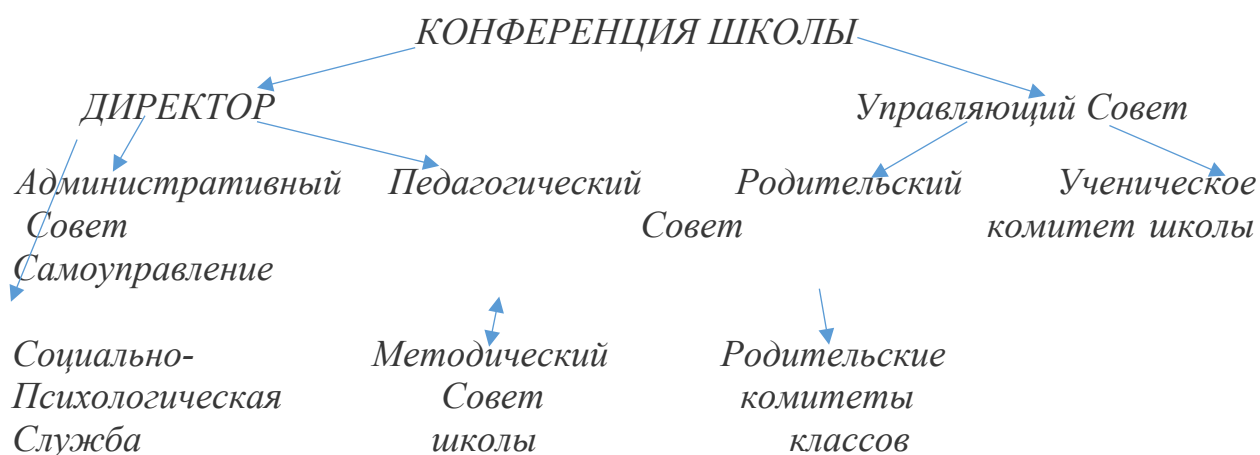 КОНФЕРЕНЦИЯ ШКОЛЫ
ДИРЕКТОР Управляющий Совет
Административный Педагогический Родительский Ученическое
Совет Совет комитет школы
Самоуправление
Социально- Методический Родительские
Психологическая Совет комитеты
Служба школы классов